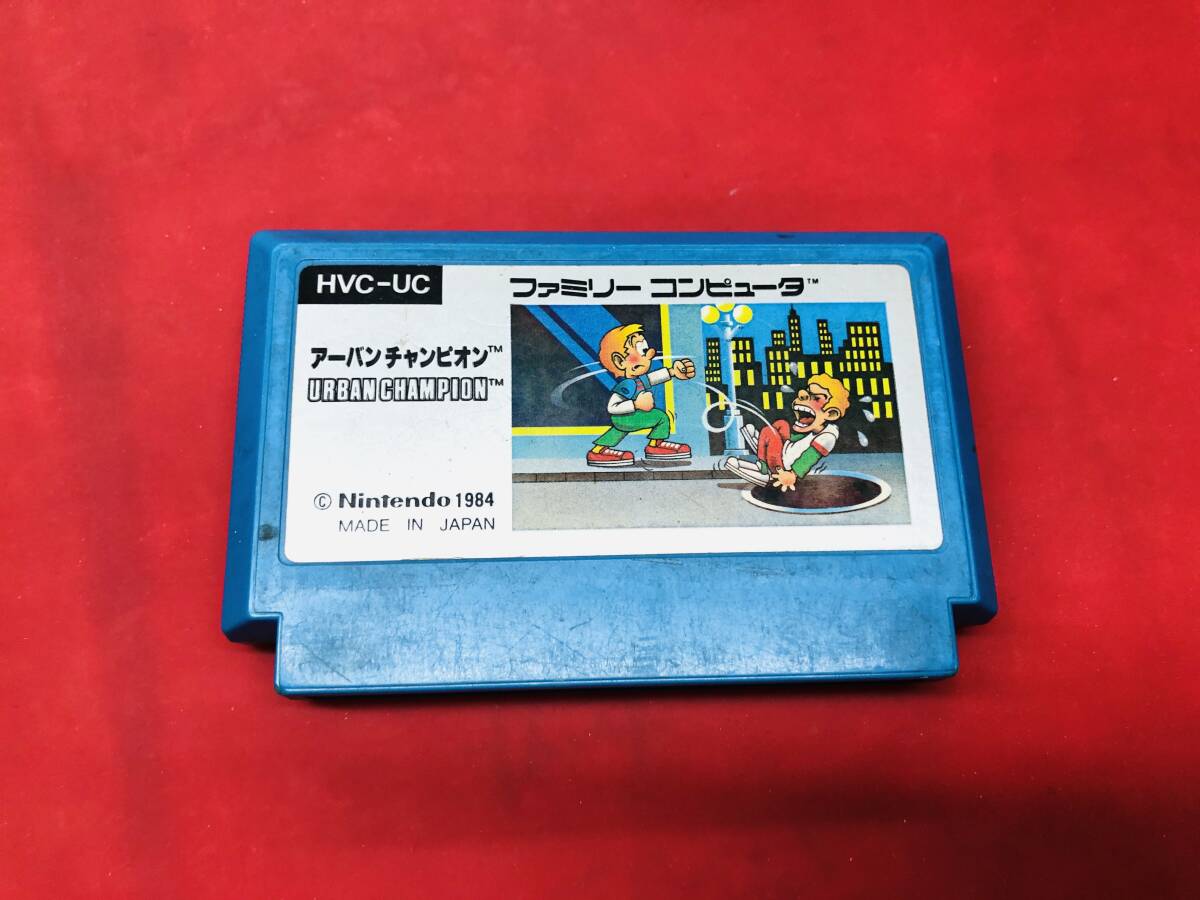 HVC-UC
ファミリー コンピュータ™
アーバンチャンピオン™
URBAN CHAMPION™
© Nintendo 1984
MADE IN JAPAN